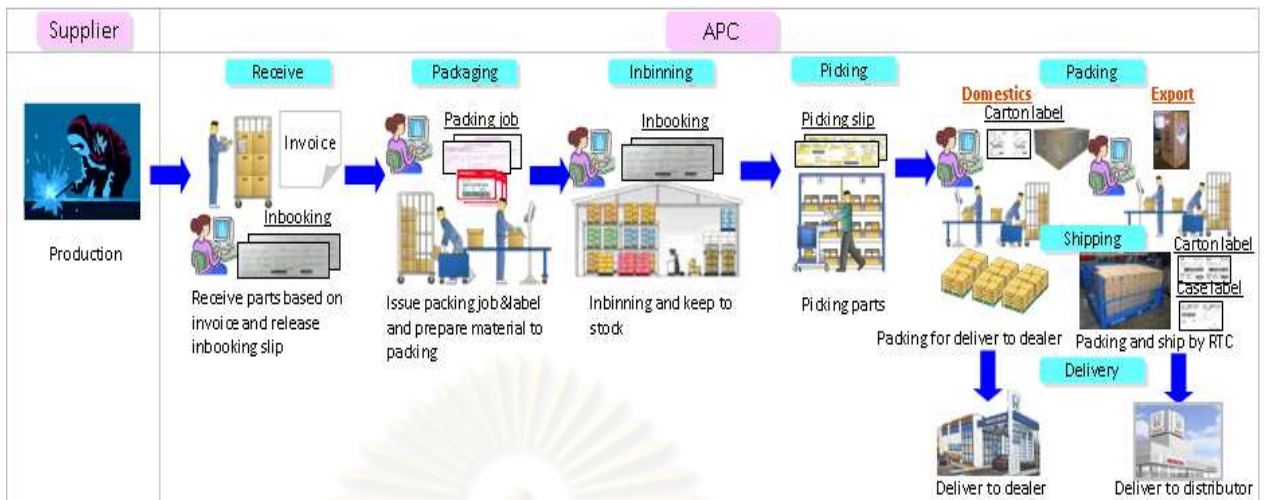 Supplier
APC
Receive
Packaging
Inbinning
Picking
Packing
Domestics
Export
Carton label
Invoice
Packing job
Inbooking
Picking slip
Inbooking
Production
Receive parts based on
invoice and release
inbooking slip
Issue packing job &label
and prepare material to
packing
Inbinning and keep to
stock
Picking parts
Shipping
Carton label
Case label
Packing for deliver to dealer
Packing and ship by RTC
Delivery
Deliver to dealer
Deliver to distributor